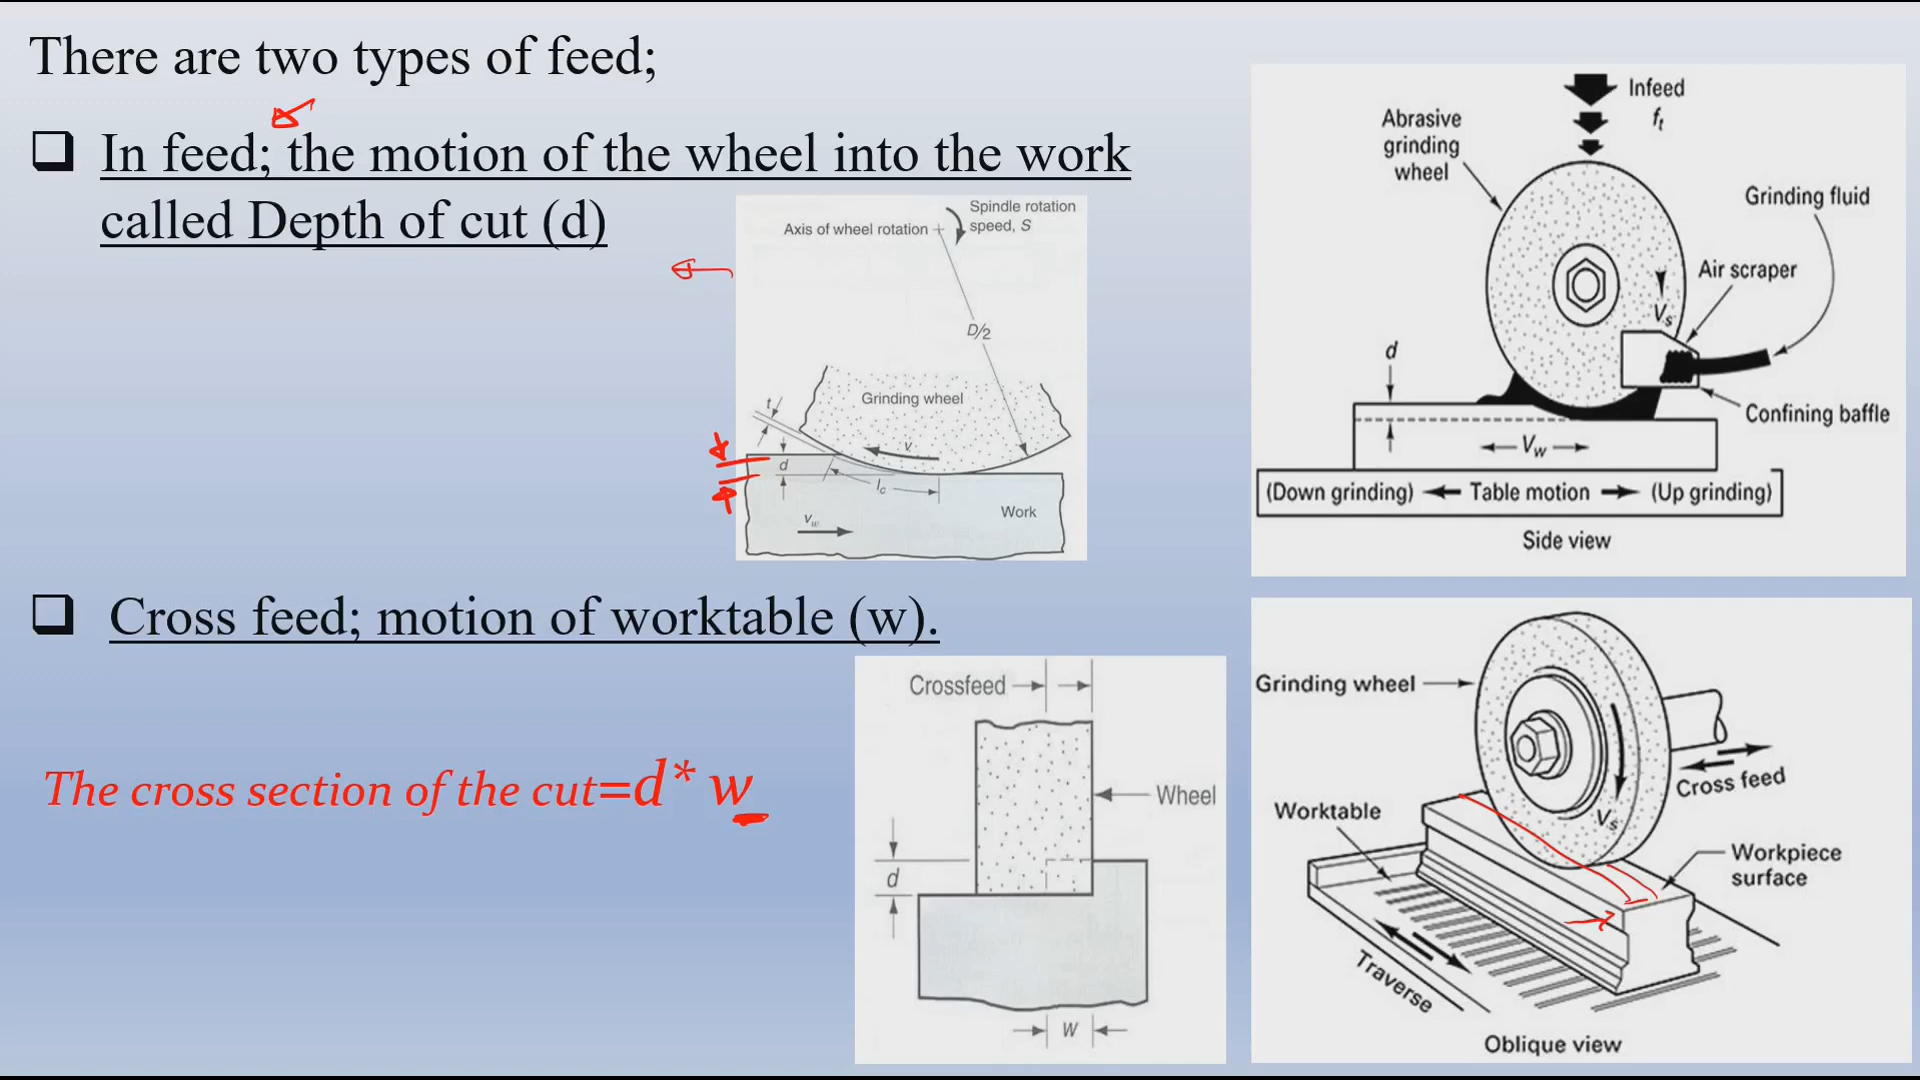 There are two types of feed;
❑ In feed; the motion of the wheel into the work
called Depth of cut (d)
Axis of wheel rotation
Spindle rotation
speed, S
D/2
Grinding wheel
t
v
d
lc
Work
vw
Infeed
ft
Abrasive
grinding
wheel
Grinding fluid
Air scraper
Vs
d
Confining baffle
Vw
(Down grinding) Table motion (Up grinding)
Side view
❑ Cross feed; motion of worktable (w).
The cross section of the cut=d* w
Crossfeed
Wheel
d
w
Grinding wheel
Cross feed
Worktable
Vs
Workpiece
surface
Traverse
Oblique view